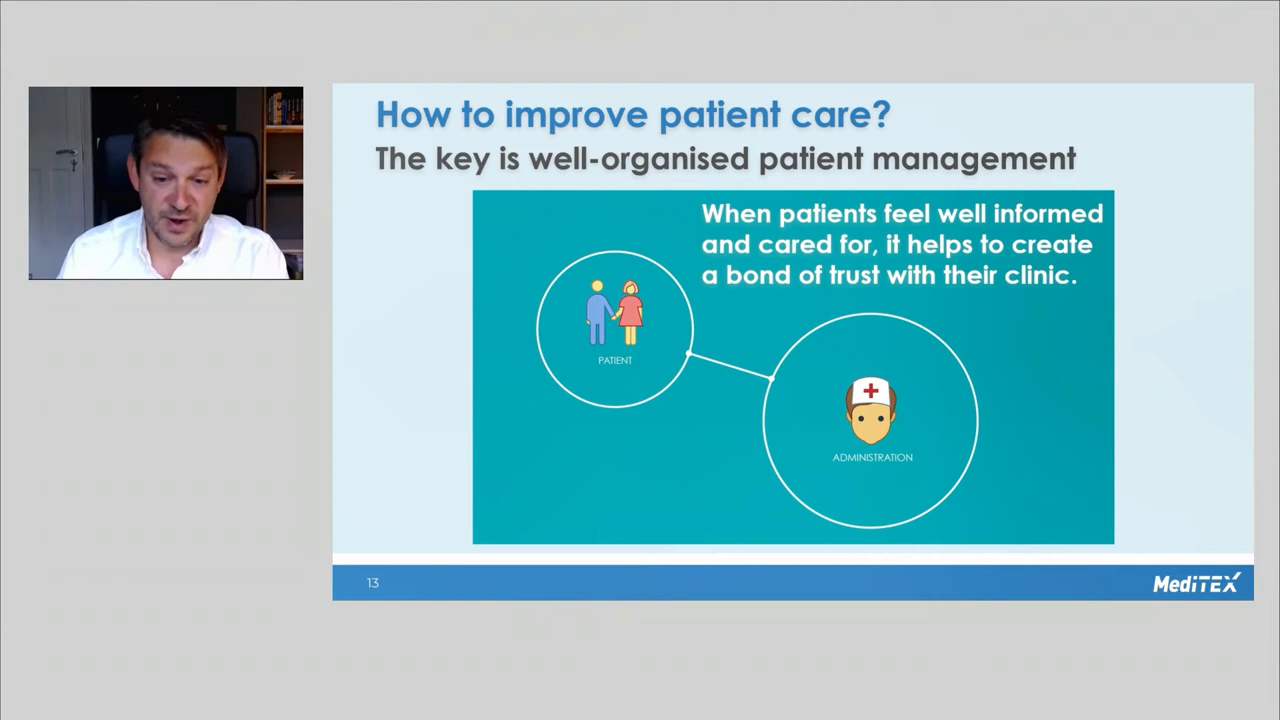 How to improve patient care?
The key is well-organised patient management
When patients feel well informed
and cared for, it helps to create
a bond of trust with their clinic.
PATIENT
ADMINISTRATION
13
MediTEX